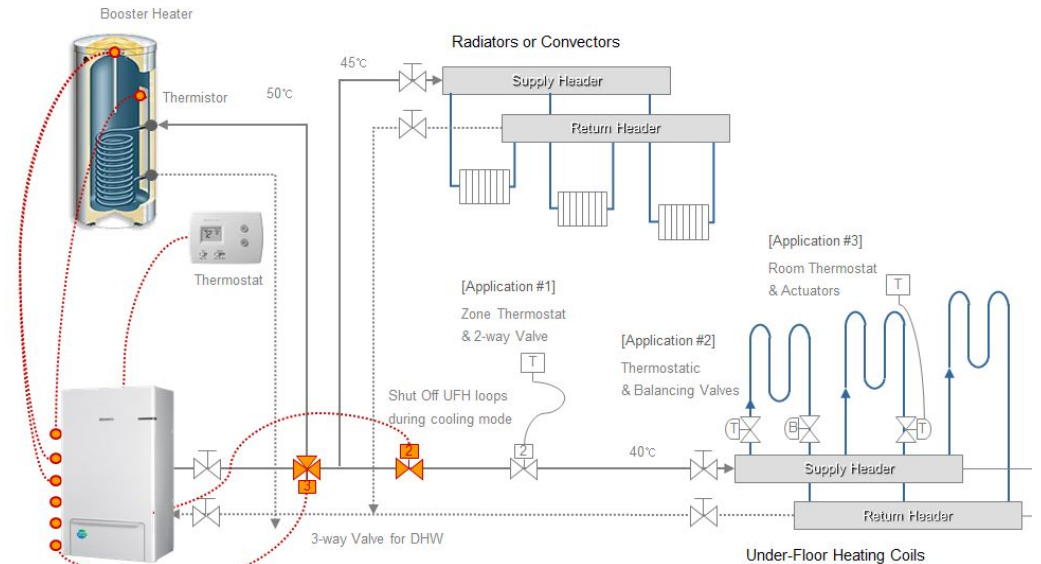 Booster Heater
Radiators or Convectors
45℃
Supply Header
50℃
Thermistor
Return Header
[Application #3]
Room Thermostat
& Actuators
T
Thermostat
[Application #1]
Zone Thermostat
& 2-way Valve
T
[Application #2]
Thermostatic
& Balancing Valves
Shut Off UFH loops
during cooling mode
T
B
T
2
2
40℃
Supply Header
3
Return Header
3-way Valve for DHW
Under-Floor Heating Coils